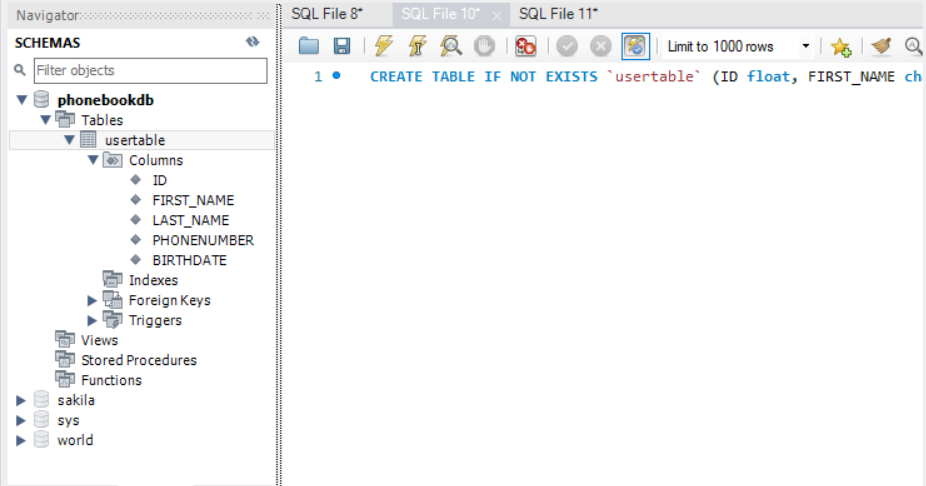 Navigator
SCHEMAS
Filter objects
phonebookdb
Tables
usertable
Columns
ID
FIRST_NAME
LAST_NAME
PHONENUMBER
BIRTHDATE
Indexes
Foreign Keys
Triggers
Views
Stored Procedures
Functions
sakila
sys
world
SQL File 8* SQL File 10* SQL File 11*
Limit to 1000 rows
1 CREATE TABLE IF NOT EXISTS `usertable` (ID float, FIRST_NAME ch